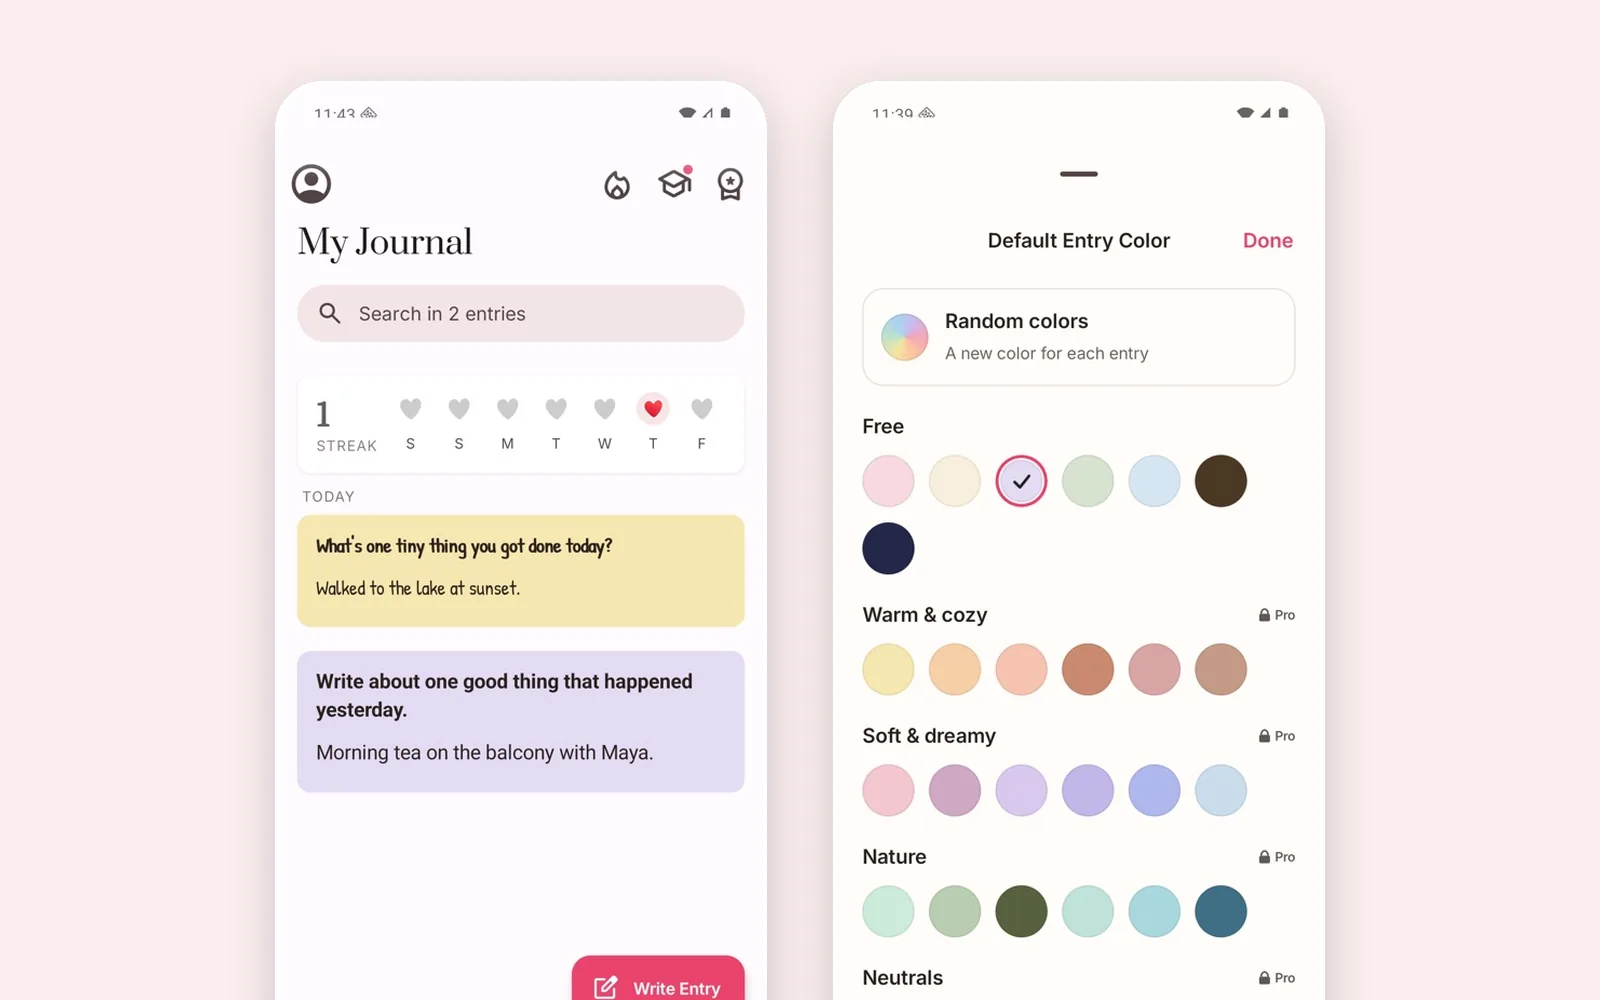 11:43
My Journal
Search in 2 entries
1
STREAK
S S M T W T F
TODAY
What's one tiny thing you got done today?
Walked to the lake at sunset.
Write about one good thing that happened
yesterday.
Morning tea on the balcony with Maya.
Write Entry
11:39
Default Entry Color
Done
Random colors
A new color for each entry
Free
Warm & cozy
Pro
Soft & dreamy
Pro
Nature
Pro
Neutrals
Pro